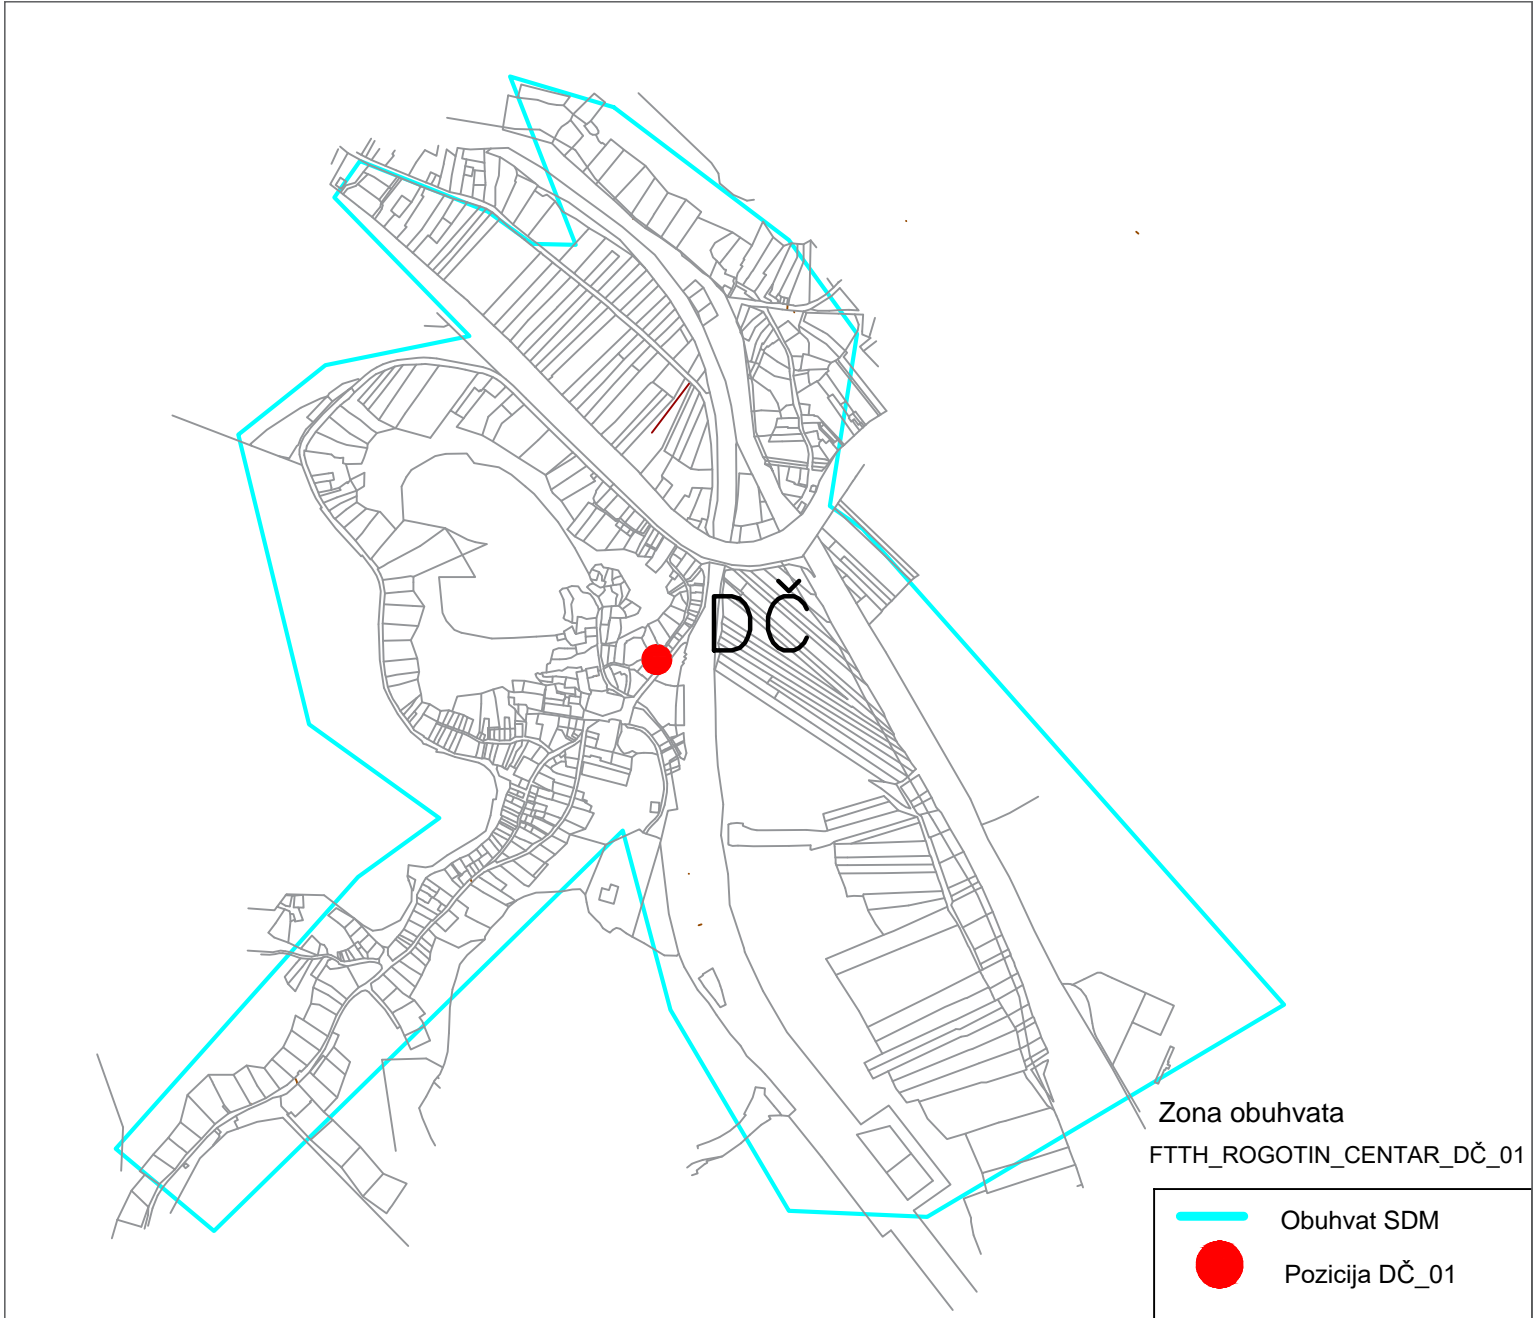 DČ
Zona obuhvata
FTTH_ROGOTIN_CENTAR_DČ_01
Obuhvat SDM
Pozicija DČ_01